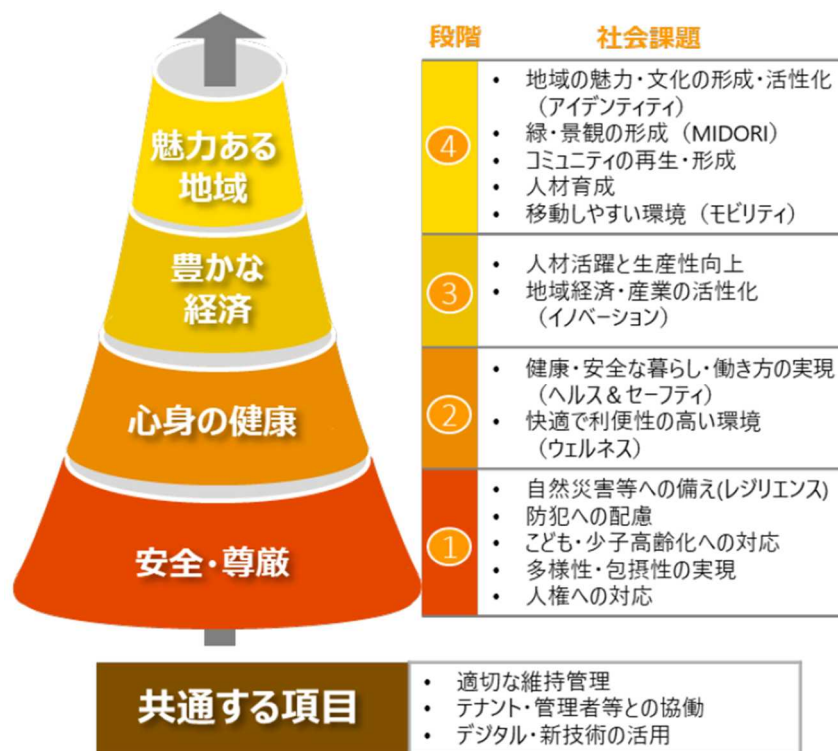 段階
社会課題
魅力ある
地域
④
• 地域の魅力・文化の形成・活性化
（アイデンティティ）
• 緑・景観の形成（MIDORI）
• コミュニティの再生・形成
• 人材育成
• 移動しやすい環境（モビリティ）
豊かな
経済
③
• 人材活躍と生産性向上
• 地域経済・産業の活性化
（イノベーション）
心身の健康
②
• 健康・安全な暮らし・働き方の実現
（ヘルス＆セーフティ）
• 快適で利便性の高い環境
（ウェルネス）
安全・尊厳
①
• 自然災害等への備え(レジリエンス)
• 防犯への配慮
• こども・少子高齢化への対応
• 多様性・包摂性の実現
• 人権への対応
共通する項目
• 適切な維持管理
• テナント・管理者等との協働
• デジタル・新技術の活用